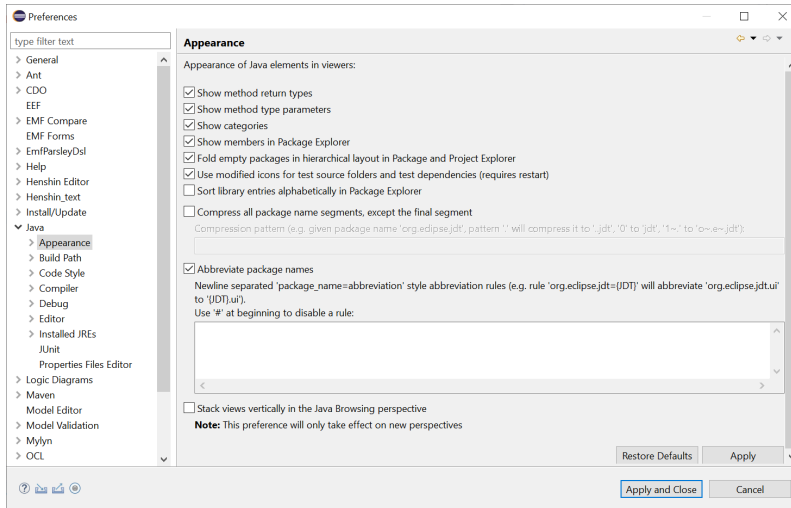 Preferences
type filter text
General
Ant
CDO
EEF
EMF Compare
EMF Forms
EmfParsleyDsl
Help
Henshin Editor
Henshin_text
Install/Update
Java
Appearance
Build Path
Code Style
Compiler
Debug
Editor
Installed JREs
JUnit
Properties Files Editor
Logic Diagrams
Maven
Model Editor
Model Validation
Mylyn
OCL
Appearance
Appearance of Java elements in viewers:
Show method return types
Show method type parameters
Show categories
Show members in Package Explorer
Fold empty packages in hierarchical layout in Package and Project Explorer
Use modified icons for test source folders and test dependencies (requires restart)
Sort library entries alphabetically in Package Explorer
Compress all package name segments, except the final segment
Compression pattern (e.g. given package name 'org.eclipse.jdt', pattern '.' will compress it to '..jdt', '0' to 'jdt', '1~.' to 'o~.e~.jdt'):
Abbreviate package names
Newline separated 'package_name=abbreviation' style abbreviation rules (e.g. rule 'org.eclipse.jdt={JDT}' will abbreviate 'org.eclipse.jdt.ui'
to '{JDT}.ui').
Use '#' at beginning to disable a rule:
Stack views vertically in the Java Browsing perspective
Note: This preference will only take effect on new perspectives
Restore Defaults
Apply
Apply and Close
Cancel